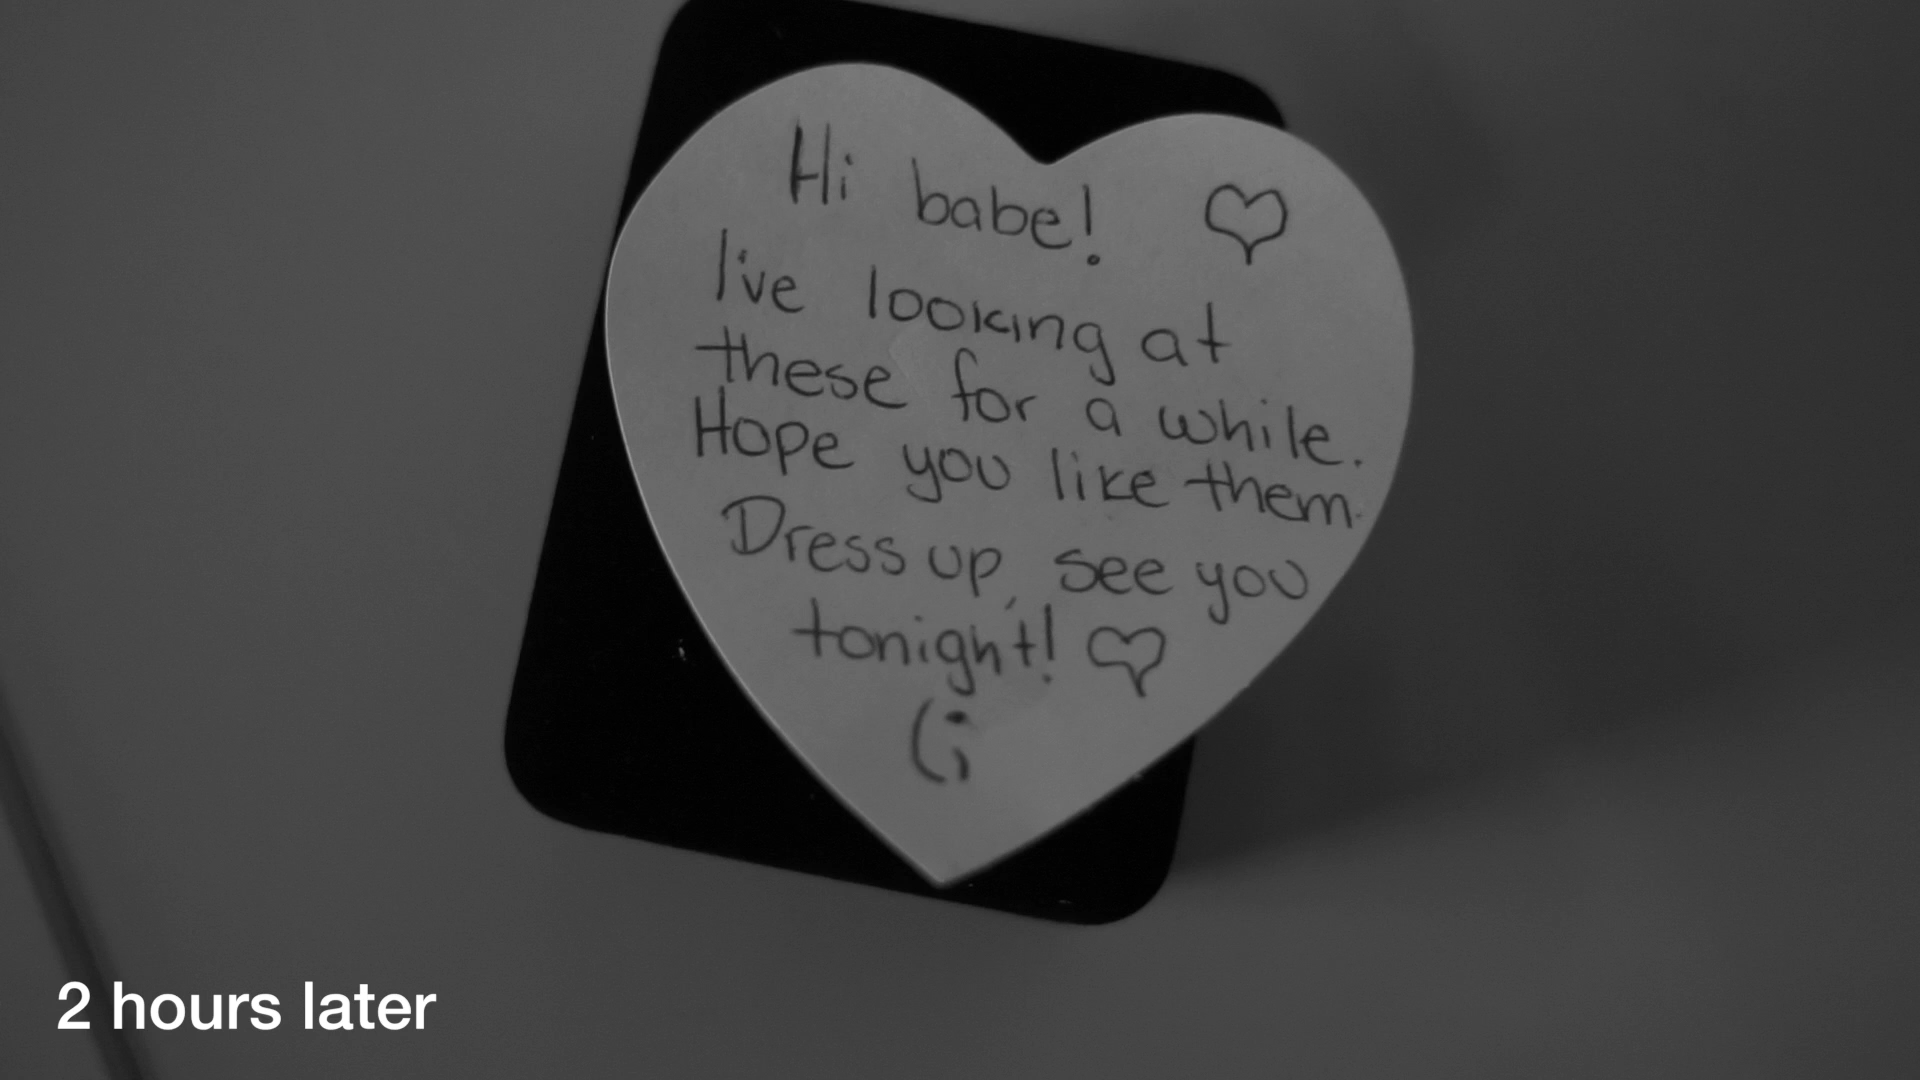 Hi babe! ♡
I've looking at
these for a while.
Hope you like them.
Dress up, see you
tonight! ♡
(;
2 hours later